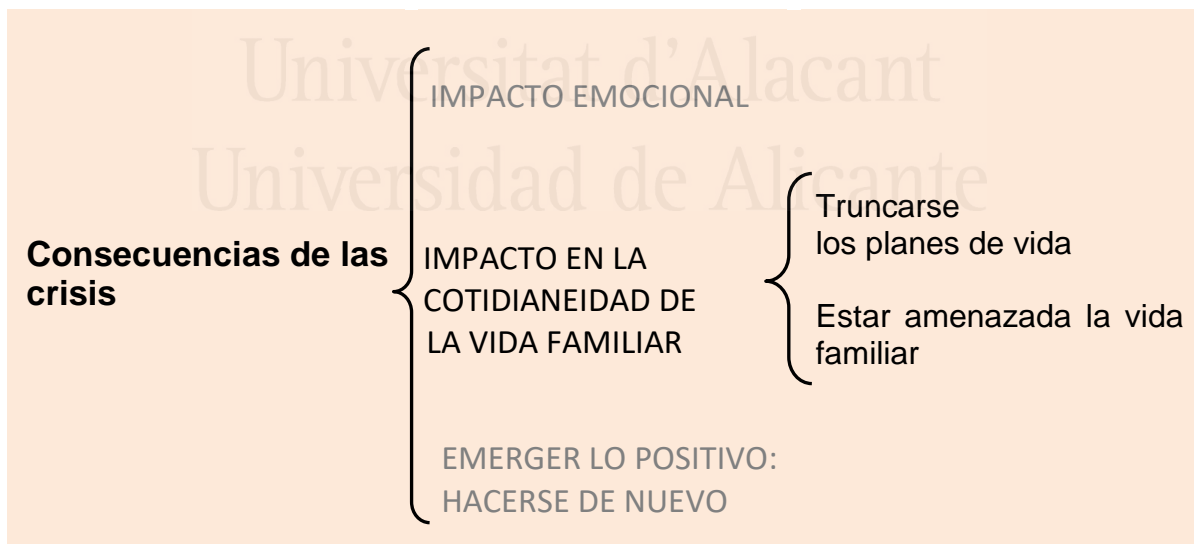 Universitat d'Alacant
Universidad de Alicante
Consecuencias de las
crisis
IMPACTO EMOCIONAL
IMPACTO EN LA
COTIDIANEIDAD DE
LA VIDA FAMILIAR
Truncarse
los planes de vida
Estar amenazada la vida
familiar
EMERGER LO POSITIVO:
HACERSE DE NUEVO